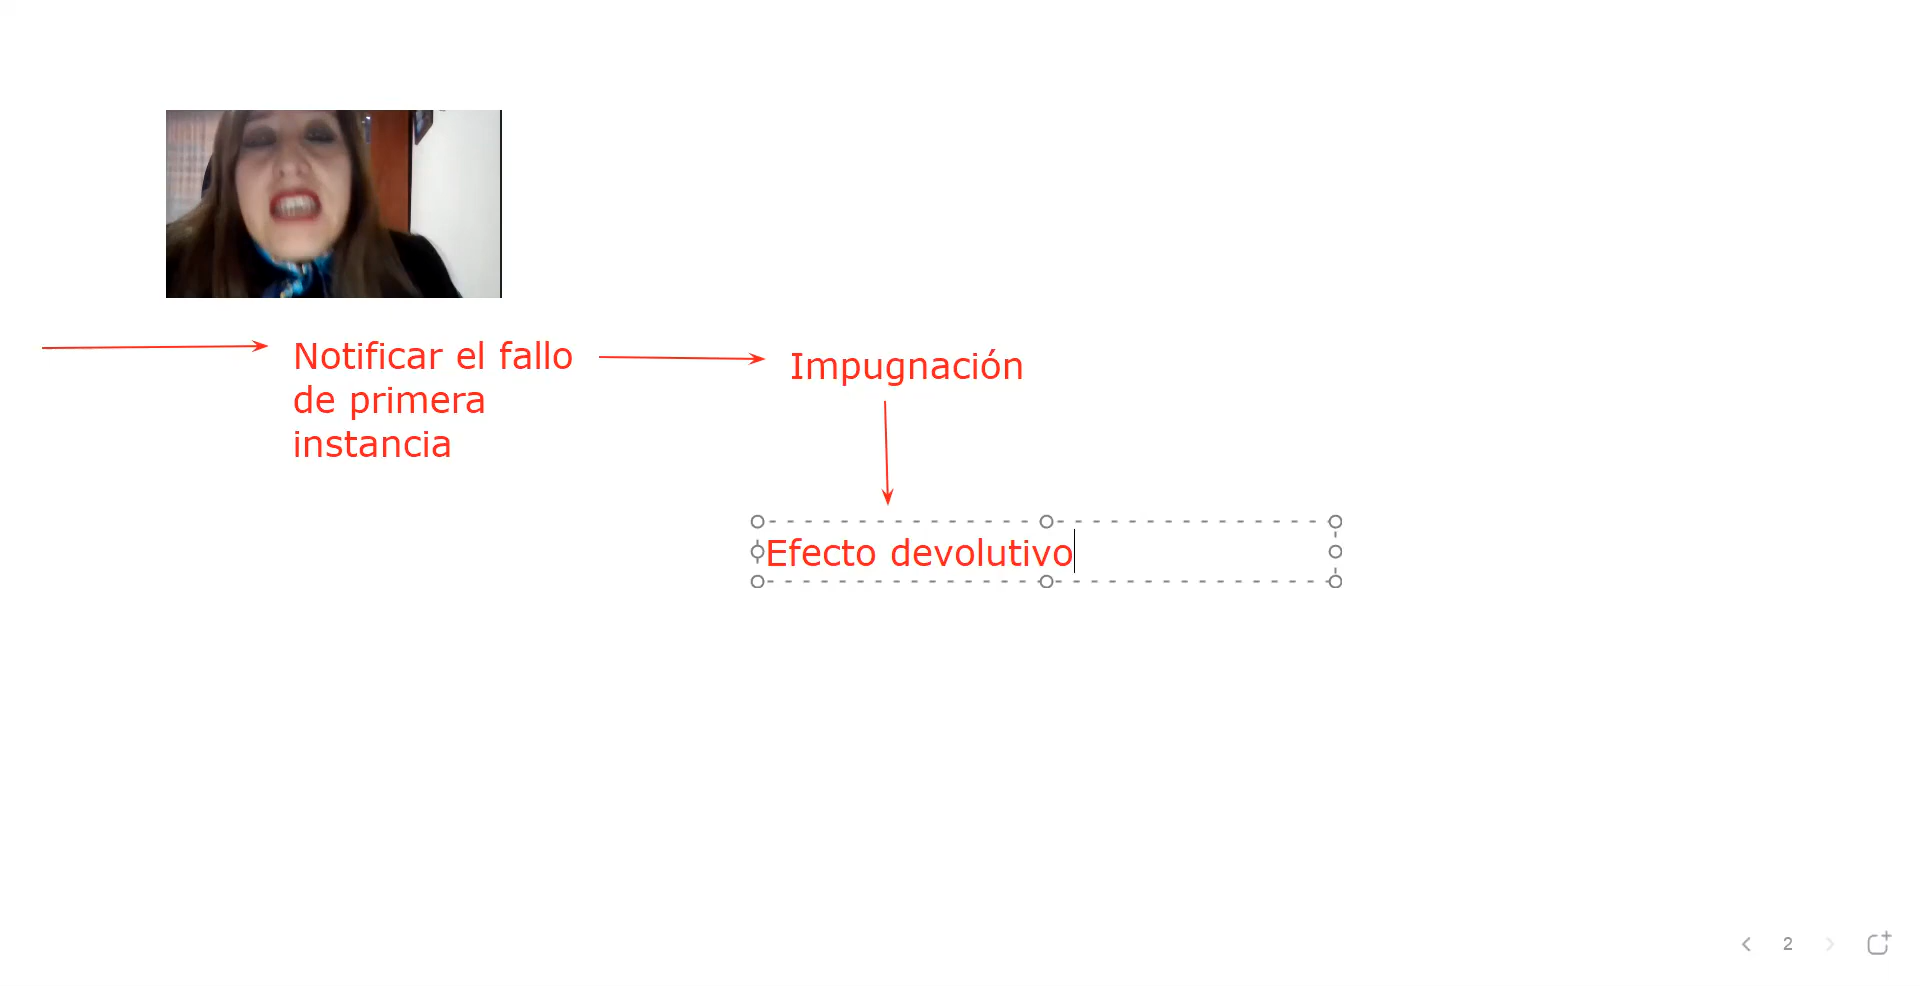 Notificar el fallo
de primera
instancia
Impugnación
Efecto devolutivo
2